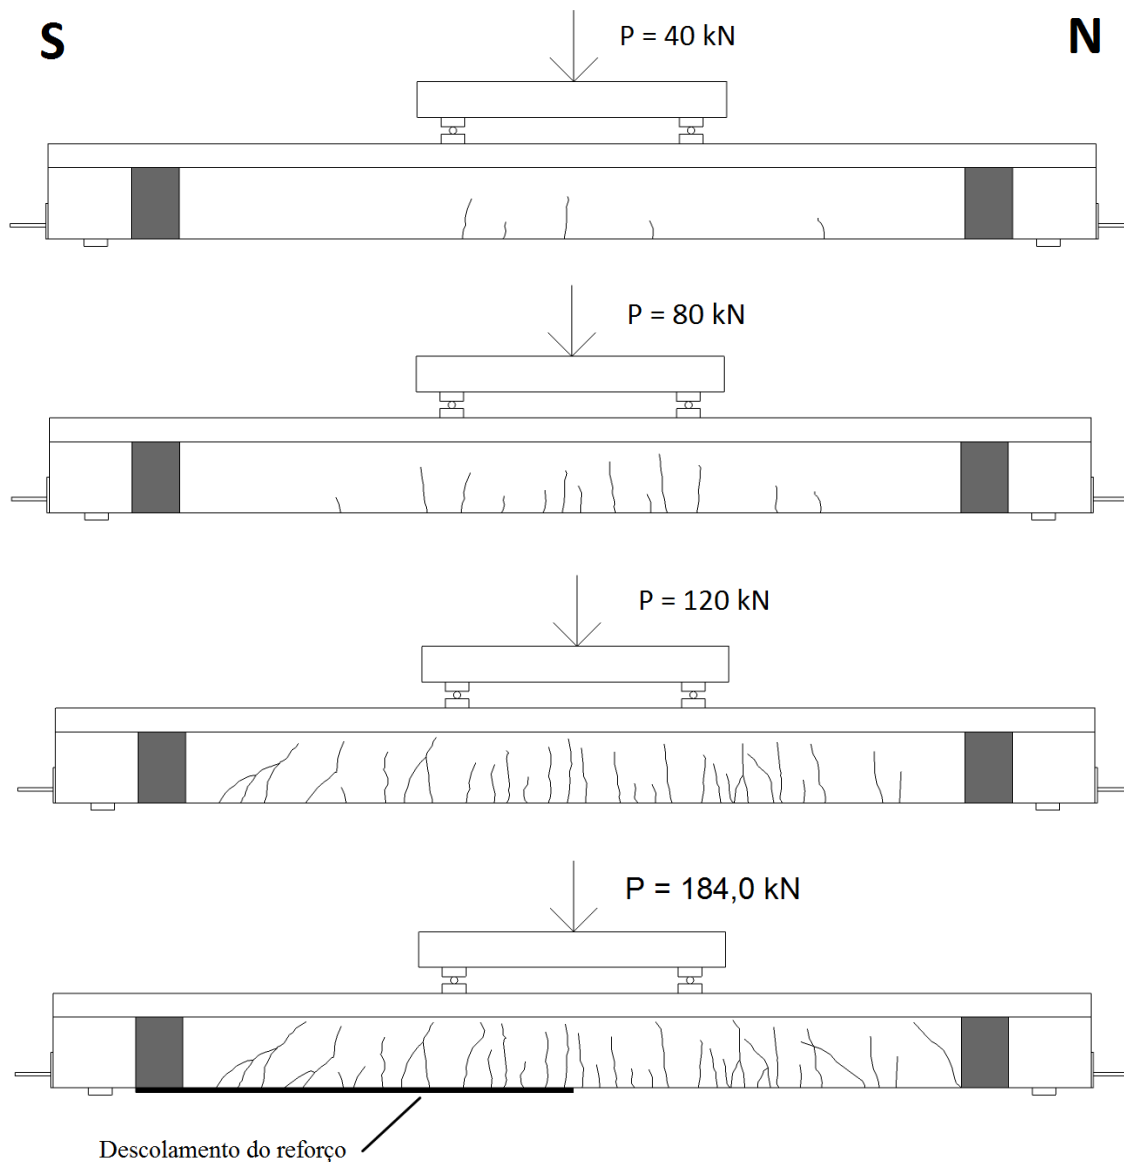 S
P = 40 kN
N
P = 80 kN
P = 120 kN
P = 184,0 kN
Descolamento do reforço